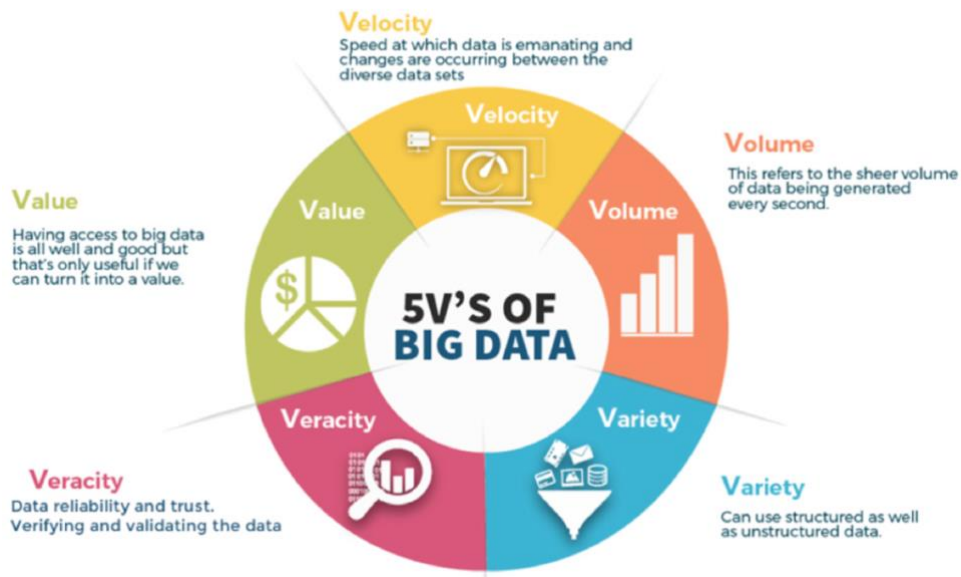 Velocity
Speed at which data is emanating and
changes are occurring between the
diverse data sets
Velocity
Volume
This refers to the sheer volume
of data being generated
every second.
Volume
Value
Having access to big data
is all well and good but
that's only useful if we
can turn it into a value.
Value
$
5V'S OF
BIG DATA
Veracity
Variety
Veracity
Data reliability and trust.
Verifying and validating the data
Variety
Can use structured as well
as unstructured data.